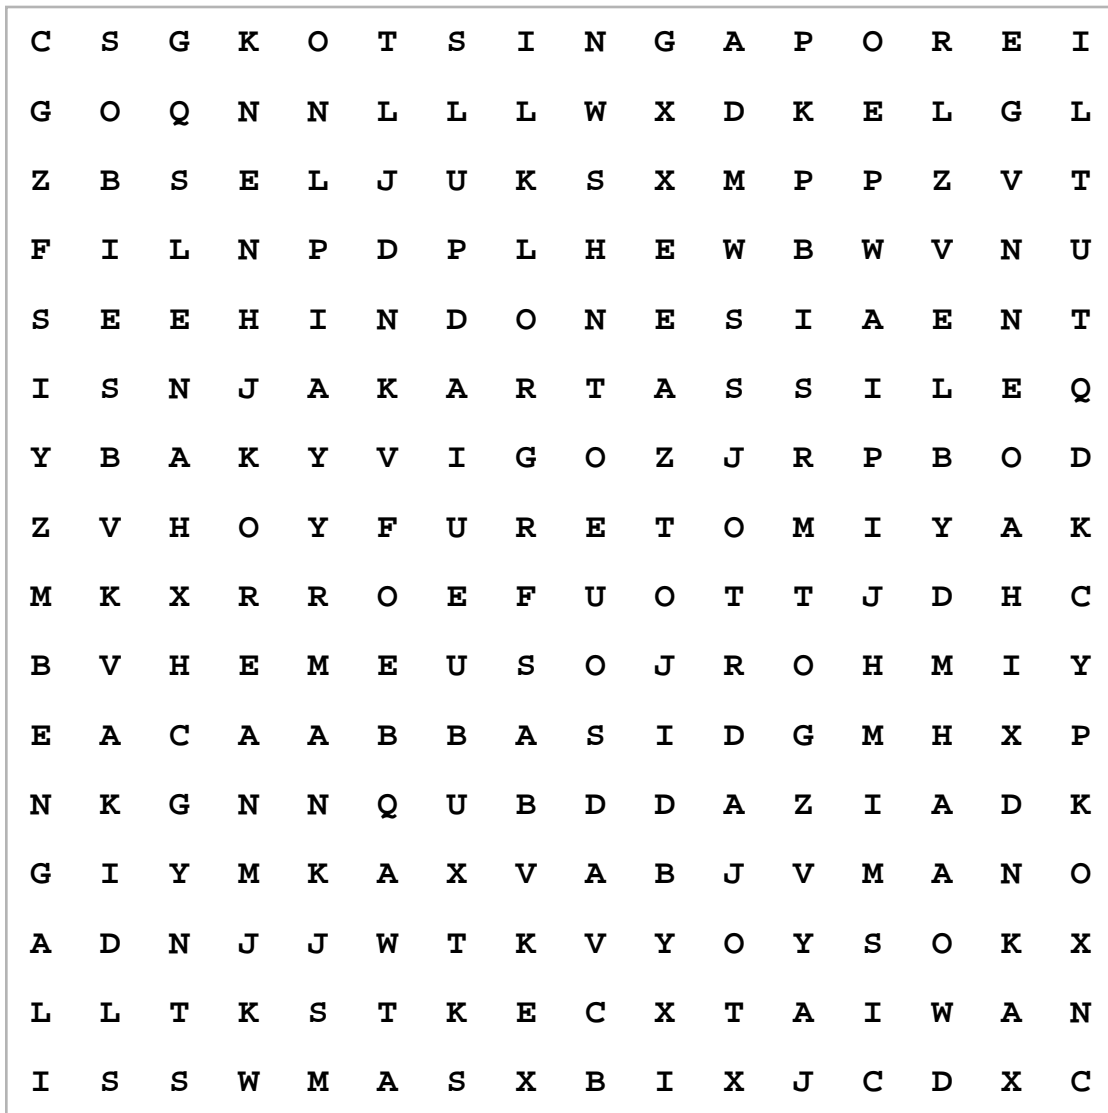 C S G K O T S I N G A P O R E I
G O Q N N L L L W X D K E L G L
Z B S E L J U K S X M P P Z V T
F I L N P D P L H E W B W V N U
S E E H I N D O N E S I A E N T
I S N J A K A R T A S S I L E Q
Y B A K Y V I G O Z J R P B O D
Z V H O Y F U R E T O M I Y A K
M K X R R O E F U O T T J D H C
B V H E M E U S O J R O H M I Y
E A C A A B B A S I D G M H X P
N K G N N Q U B D D A Z I A D K
G I Y M K A X V A B J V M A N O
A D N J J W T K V Y O Y S O K X
L L T K S T K E C X T A I W A N
I S S W M A S X B I X J C D X C